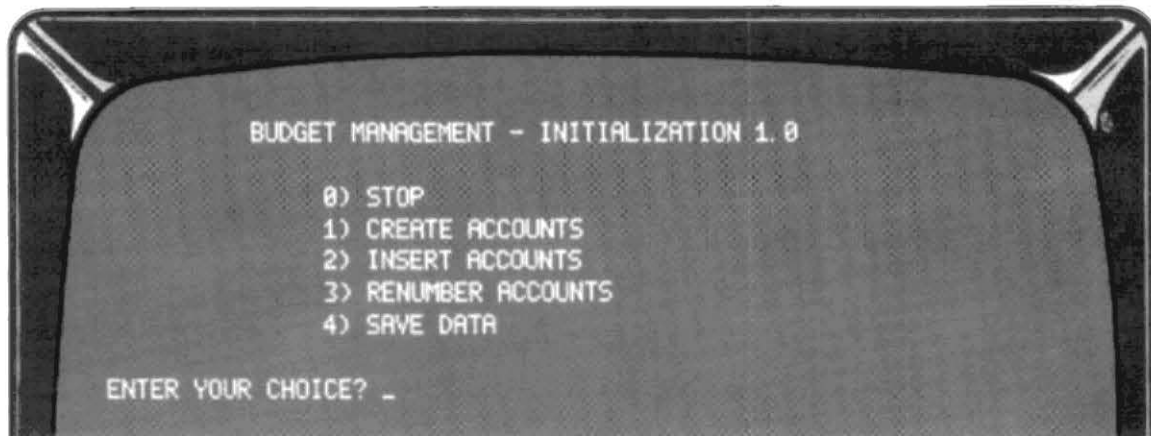 BUDGET MANAGEMENT - INITIALIZATION 1.0
0) STOP
1) CREATE ACCOUNTS
2) INSERT ACCOUNTS
3) RENUMBER ACCOUNTS
4) SAVE DATA
ENTER YOUR CHOICE? _